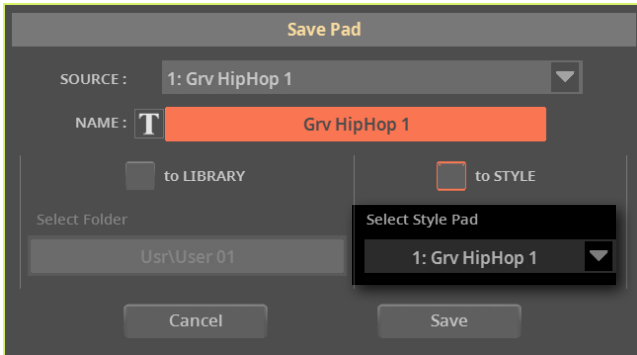 Save Pad
SOURCE : 1: Grv HipHop 1
NAME : T Grv HipHop 1
to LIBRARY to STYLE
Select Folder Select Style Pad
Usr\User 01 1: Grv HipHop 1
Cancel Save